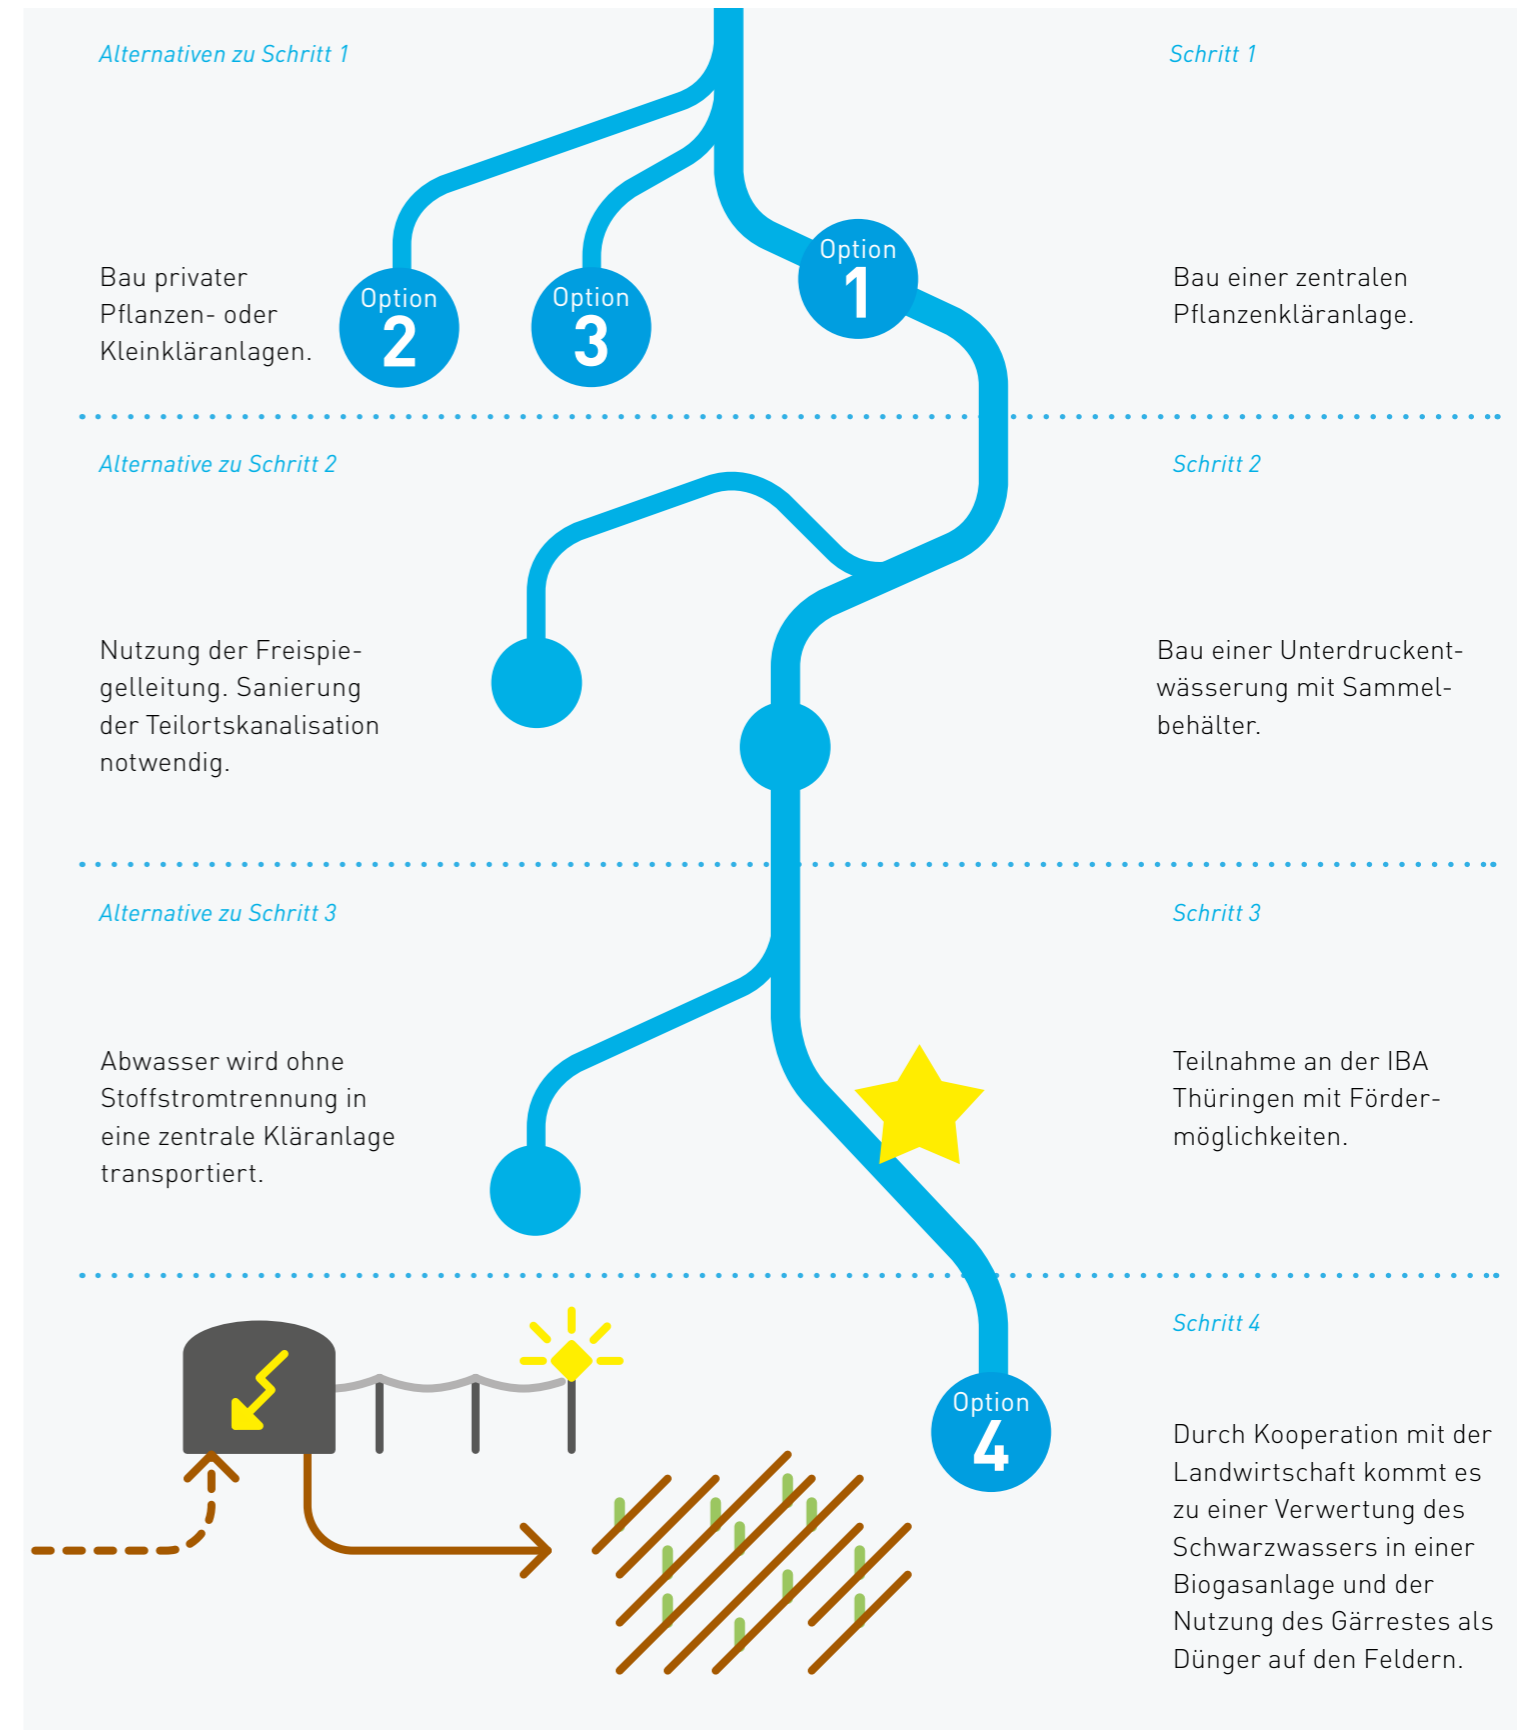 Alternativen zu Schritt 1
Schritt 1
Bau privater
Pflanzen- oder
Kleinkläranlagen.
Option
2
Option
3
Option
1
Bau einer zentralen
Pflanzenkläranlage.
Alternative zu Schritt 2
Schritt 2
Nutzung der Freispie-
gelleitung. Sanierung
der Teilortskanalisation
notwendig.
Bau einer Unterdruckent-
wässerung mit Sammel-
behälter.
Alternative zu Schritt 3
Schritt 3
Abwasser wird ohne
Stoffstromtrennung in
eine zentrale Kläranlage
transportiert.
Teilnahme an der IBA
Thüringen mit Förder-
möglichkeiten.
Schritt 4
Option
4
Durch Kooperation mit der
Landwirtschaft kommt es
zu einer Verwertung des
Schwarzwassers in einer
Biogasanlage und der
Nutzung des Gärrestes als
Dünger auf den Feldern.